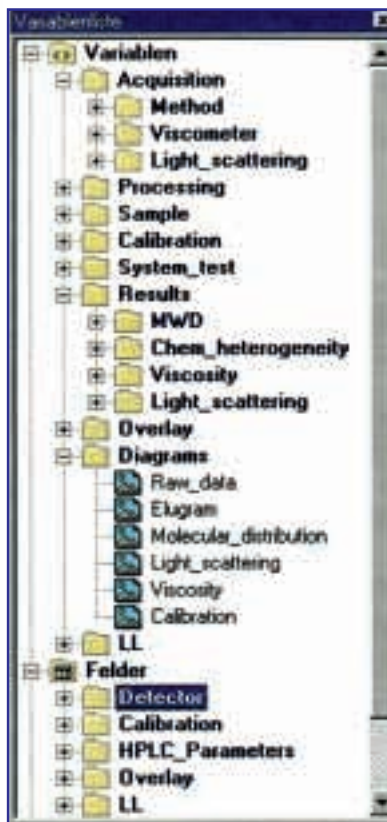 Variablenliste
Variablen
Acquisition
Method
Viscometer
Light_scattering
Processing
Sample
Calibration
System_test
Results
MWD
Chem_heterogeneity
Viscosity
Light_scattering
Overlay
Diagrams
Raw_data
Elugram
Molecular_distribution
Light_scattering
Viscosity
Calibration
LL
Felder
Detector
Calibration
HPLC_Parameters
Overlay
LL